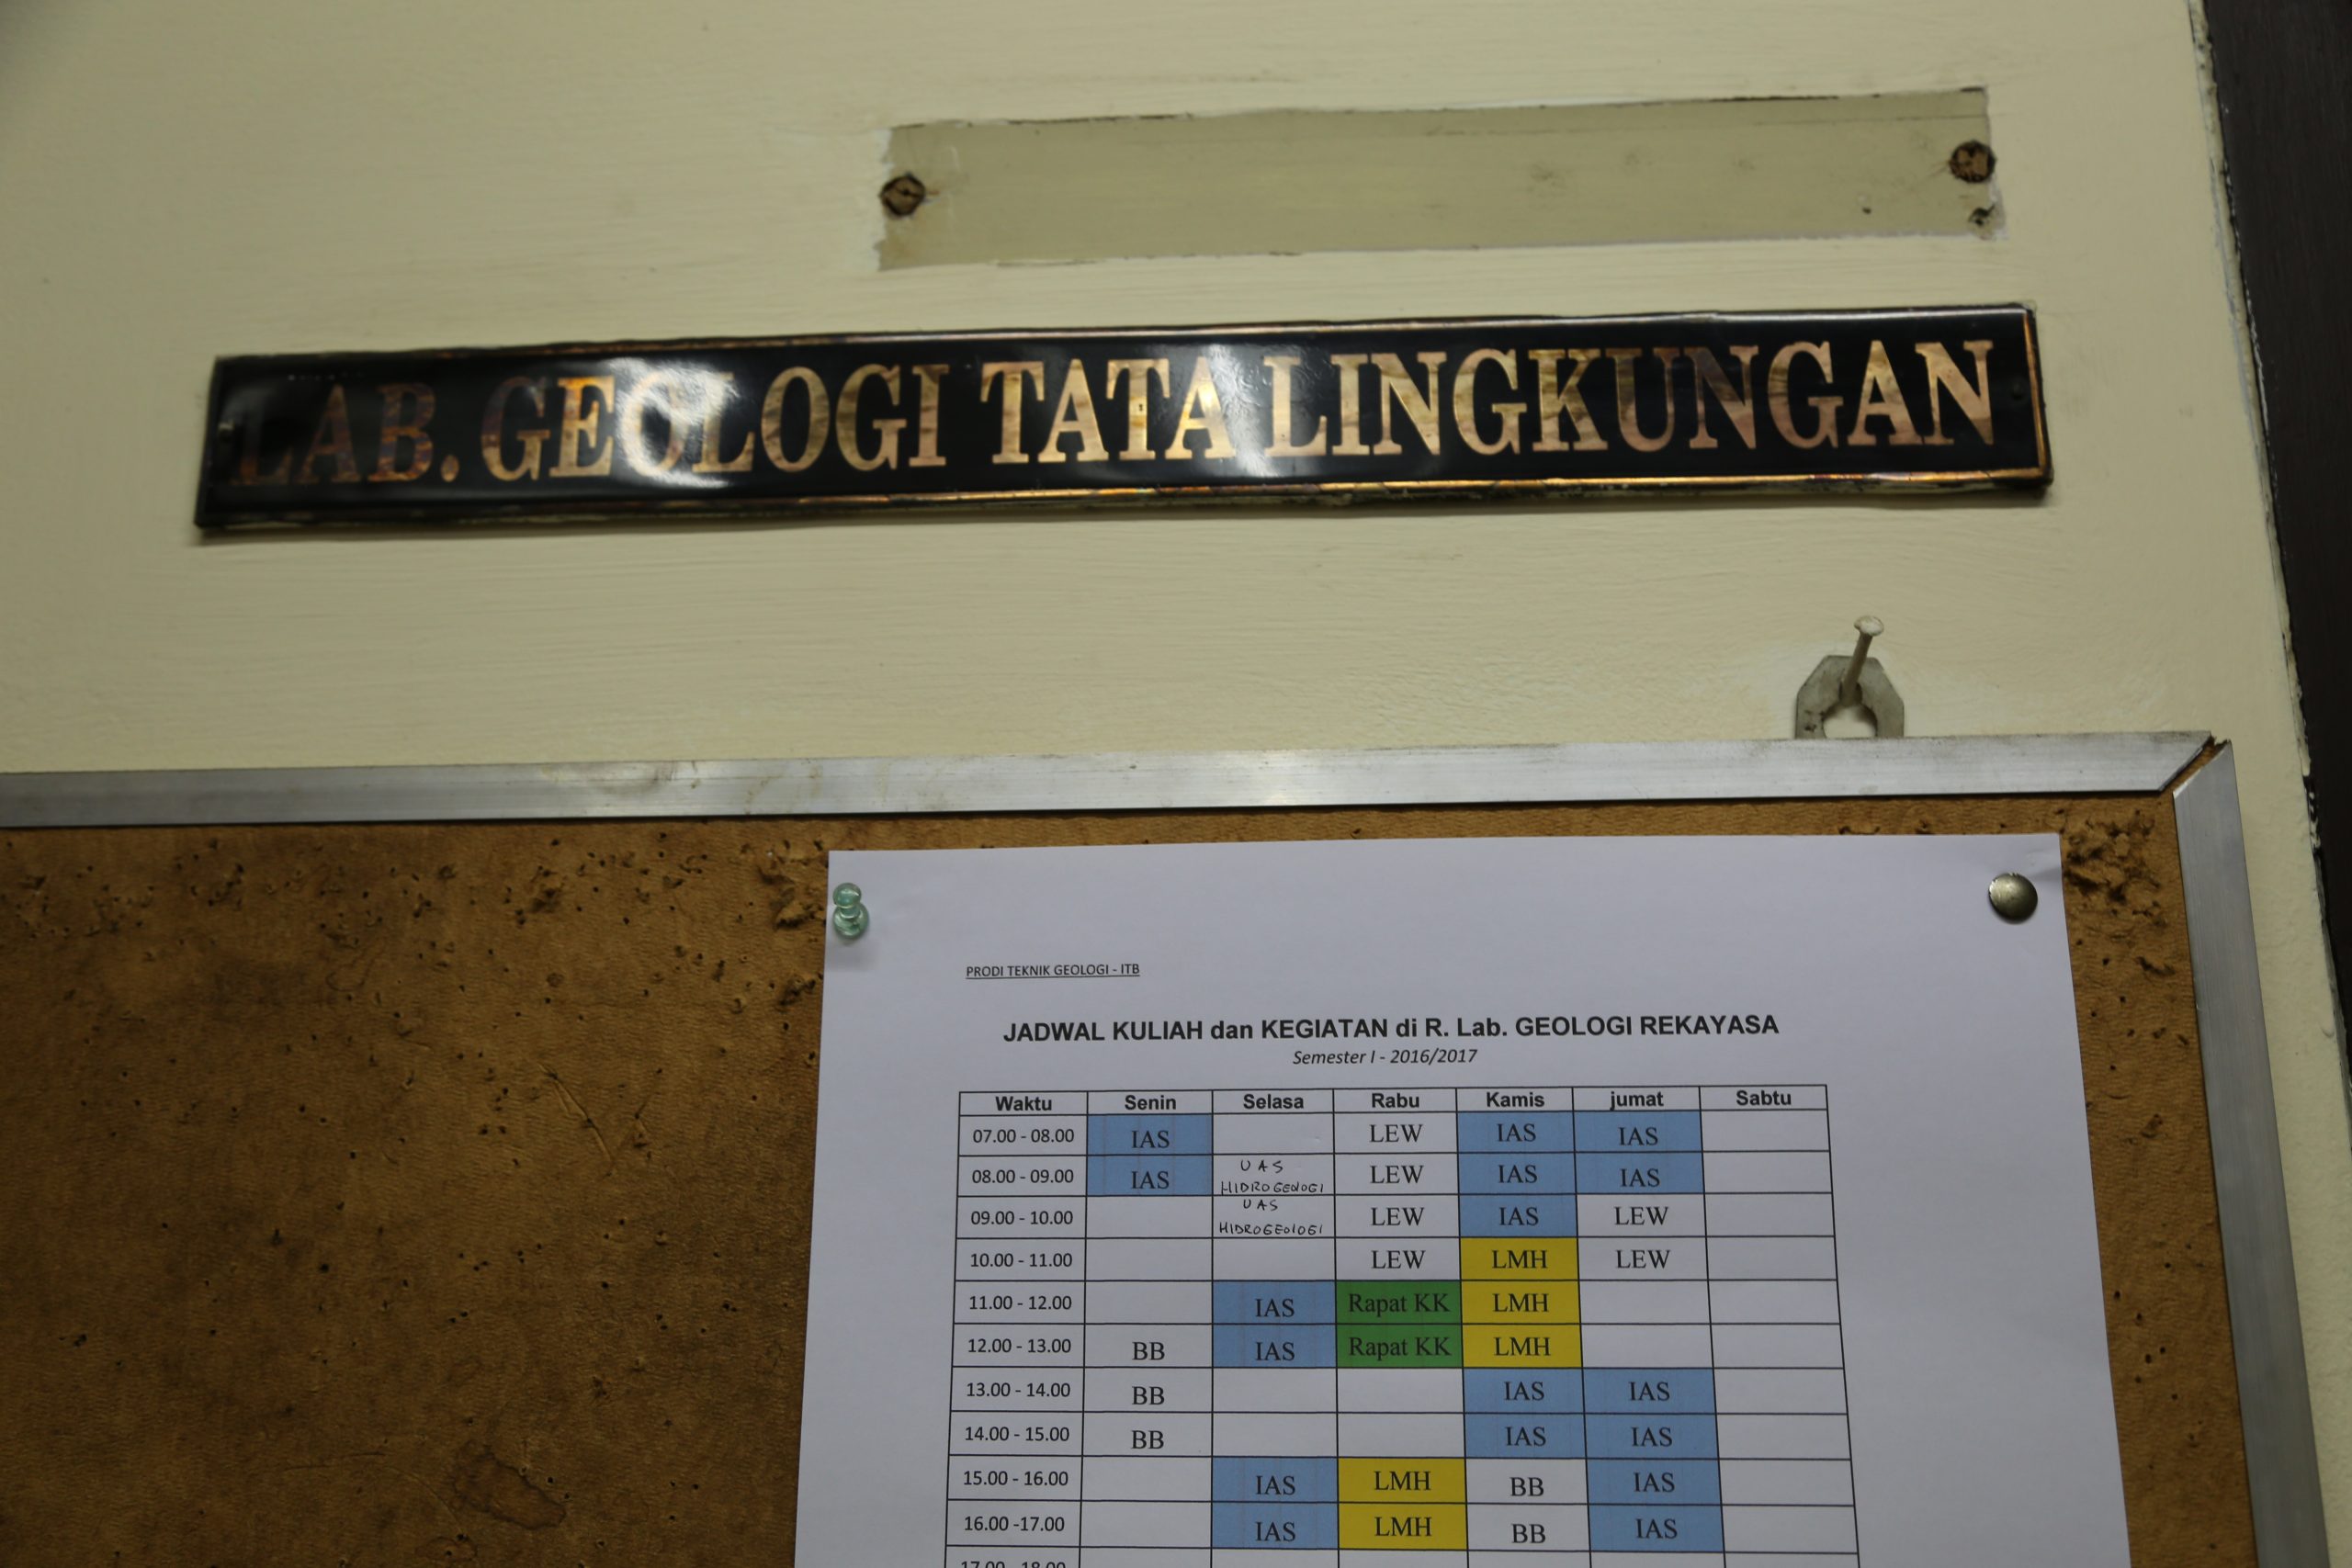 LAB. GEOLOGI TATA LINGKUNGAN
PRODI TEKNIK GEOLOGI - ITB
JADWAL KULIAH dan KEGIATAN di R. Lab. GEOLOGI REKAYASA
Semester I - 2016/2017
Waktu Senin Selasa Rabu Kamis jumat Sabtu
07.00 - 08.00 IAS LEW IAS IAS
08.00 - 09.00 IAS UAS HIDROGEOLOGI LEW IAS IAS
09.00 - 10.00 UAS HIDROGEOLOGI LEW IAS LEW
10.00 - 11.00 LEW LMH LEW
11.00 - 12.00 IAS Rapat KK LMH
12.00 - 13.00 BB IAS Rapat KK LMH
13.00 - 14.00 BB IAS IAS
14.00 - 15.00 BB IAS IAS
15.00 - 16.00 IAS LMH BB IAS
16.00 -17.00 IAS LMH BB IAS
17.00 - 18.00